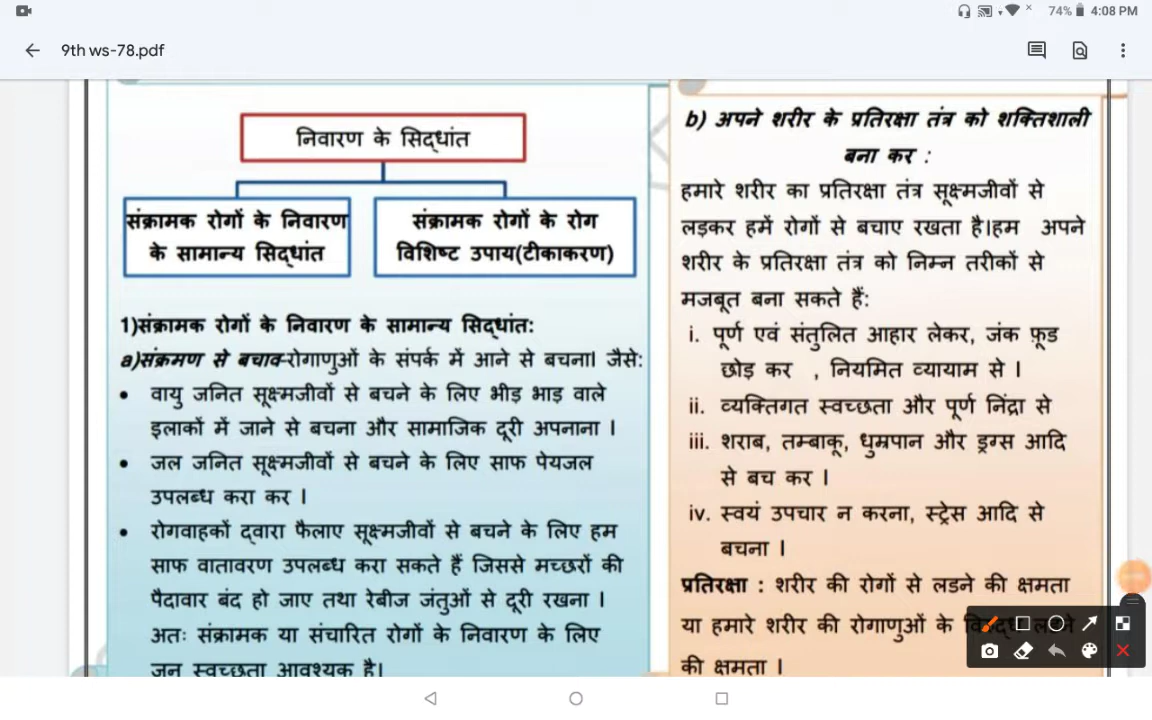 74% 4:08 PM
9th ws-78.pdf
निवारण के सिद्धांत
संक्रामक रोगों के निवारण
के सामान्य सिद्धांत
संक्रामक रोगों के रोग
विशिष्ट उपाय(टीकाकरण)
1)संक्रामक रोगों के निवारण के सामान्य सिद्धांत:
a)संक्रमण से बचाव-रोगाणुओं के संपर्क में आने से बचना। जैसे:
• वायु जनित सूक्ष्मजीवों से बचने के लिए भीड़ भाड़ वाले
इलाकों में जाने से बचना और सामाजिक दूरी अपनाना ।
• जल जनित सूक्ष्मजीवों से बचने के लिए साफ पेयजल
उपलब्ध करा कर ।
• रोगवाहकों द्वारा फैलाए सूक्ष्मजीवों से बचने के लिए हम
साफ वातावरण उपलब्ध करा सकते हैं जिससे मच्छरों की
पैदावार बंद हो जाए तथा रेबीज जंतुओं से दूरी रखना ।
अतः संक्रामक या संचारित रोगों के निवारण के लिए
जन स्वच्छता आवश्यक है।
b) अपने शरीर के प्रतिरक्षा तंत्र को शक्तिशाली
बना कर :
हमारे शरीर का प्रतिरक्षा तंत्र सूक्ष्मजीवों से
लड़कर हमें रोगों से बचाए रखता है।हम अपने
शरीर के प्रतिरक्षा तंत्र को निम्न तरीकों से
मजबूत बना सकते हैं:
i. पूर्ण एवं संतुलित आहार लेकर, जंक फ़ूड
छोड़ कर , नियमित व्यायाम से ।
ii. व्यक्तिगत स्वच्छता और पूर्ण निंद्रा से
iii. शराब, तम्बाकू, धुम्रपान और ड्रग्स आदि
से बच कर ।
iv. स्वयं उपचार न करना, स्ट्रेस आदि से
बचना ।
प्रतिरक्षा : शरीर की रोगों से लडने की क्षमता
या हमारे शरीर की रोगाणुओं के
की क्षमता ।